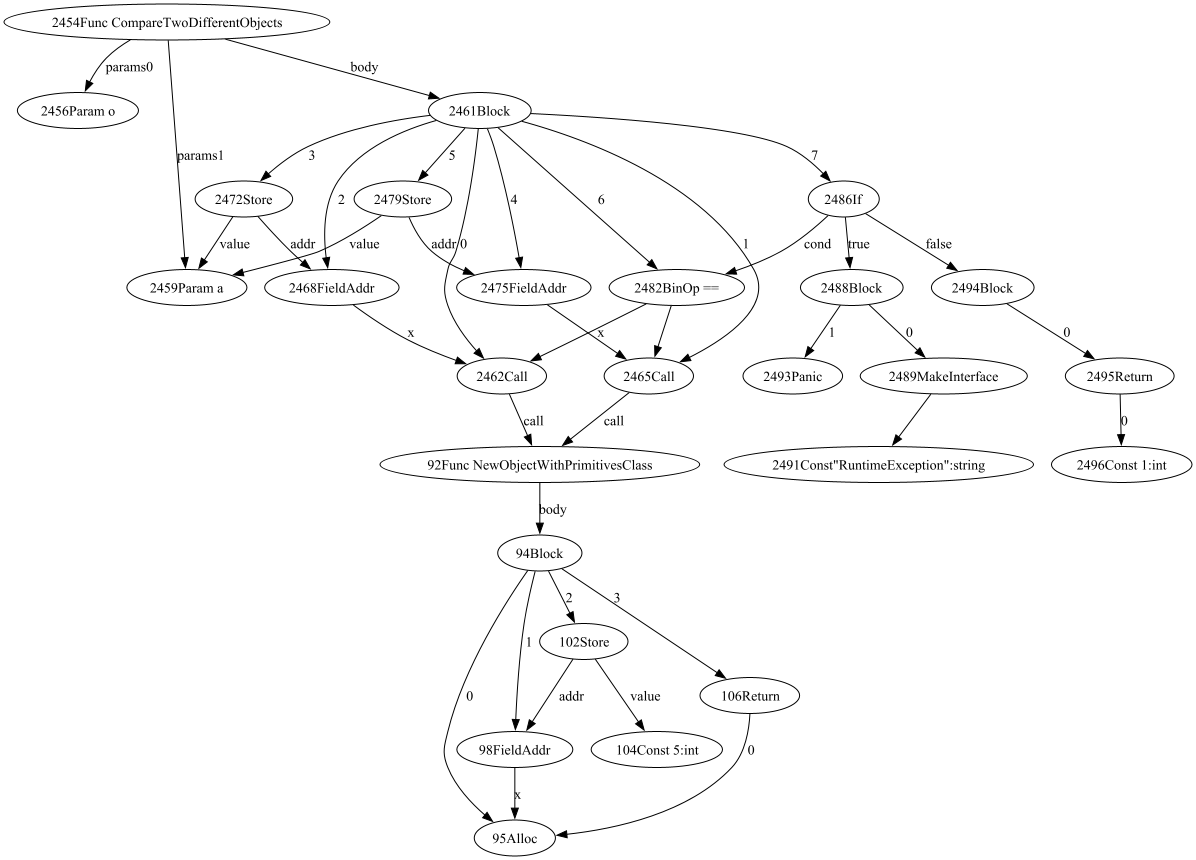 2454Func CompareTwoDifferentObjects
params0
body
2456Param o
2461Block
params1
3
2
5
4
6
1
7
2472Store
2479Store
2486If
value
addr
value
addr
0
cond
true
false
2459Param a
2468FieldAddr
2475FieldAddr
2482BinOp ==
2488Block
2494Block
x
x
1
0
0
2462Call
2465Call
2493Panic
2489MakeInterface
2495Return
call
call
0
92Func NewObjectWithPrimitivesClass
2491Const"RuntimeException":string
2496Const 1:int
body
94Block
2
3
1
102Store
0
addr
value
106Return
98FieldAddr
104Const 5:int
0
x
95Alloc